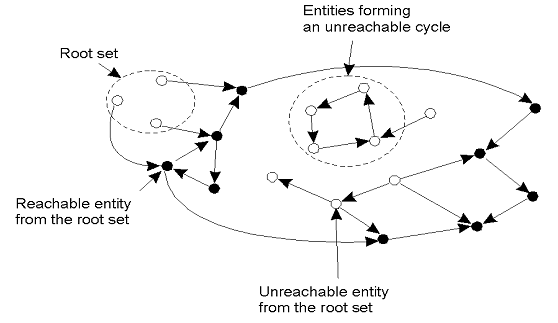 Entities forming
an unreachable cycle
Root set
Reachable entity
from the root set
Unreachable entity
from the root set